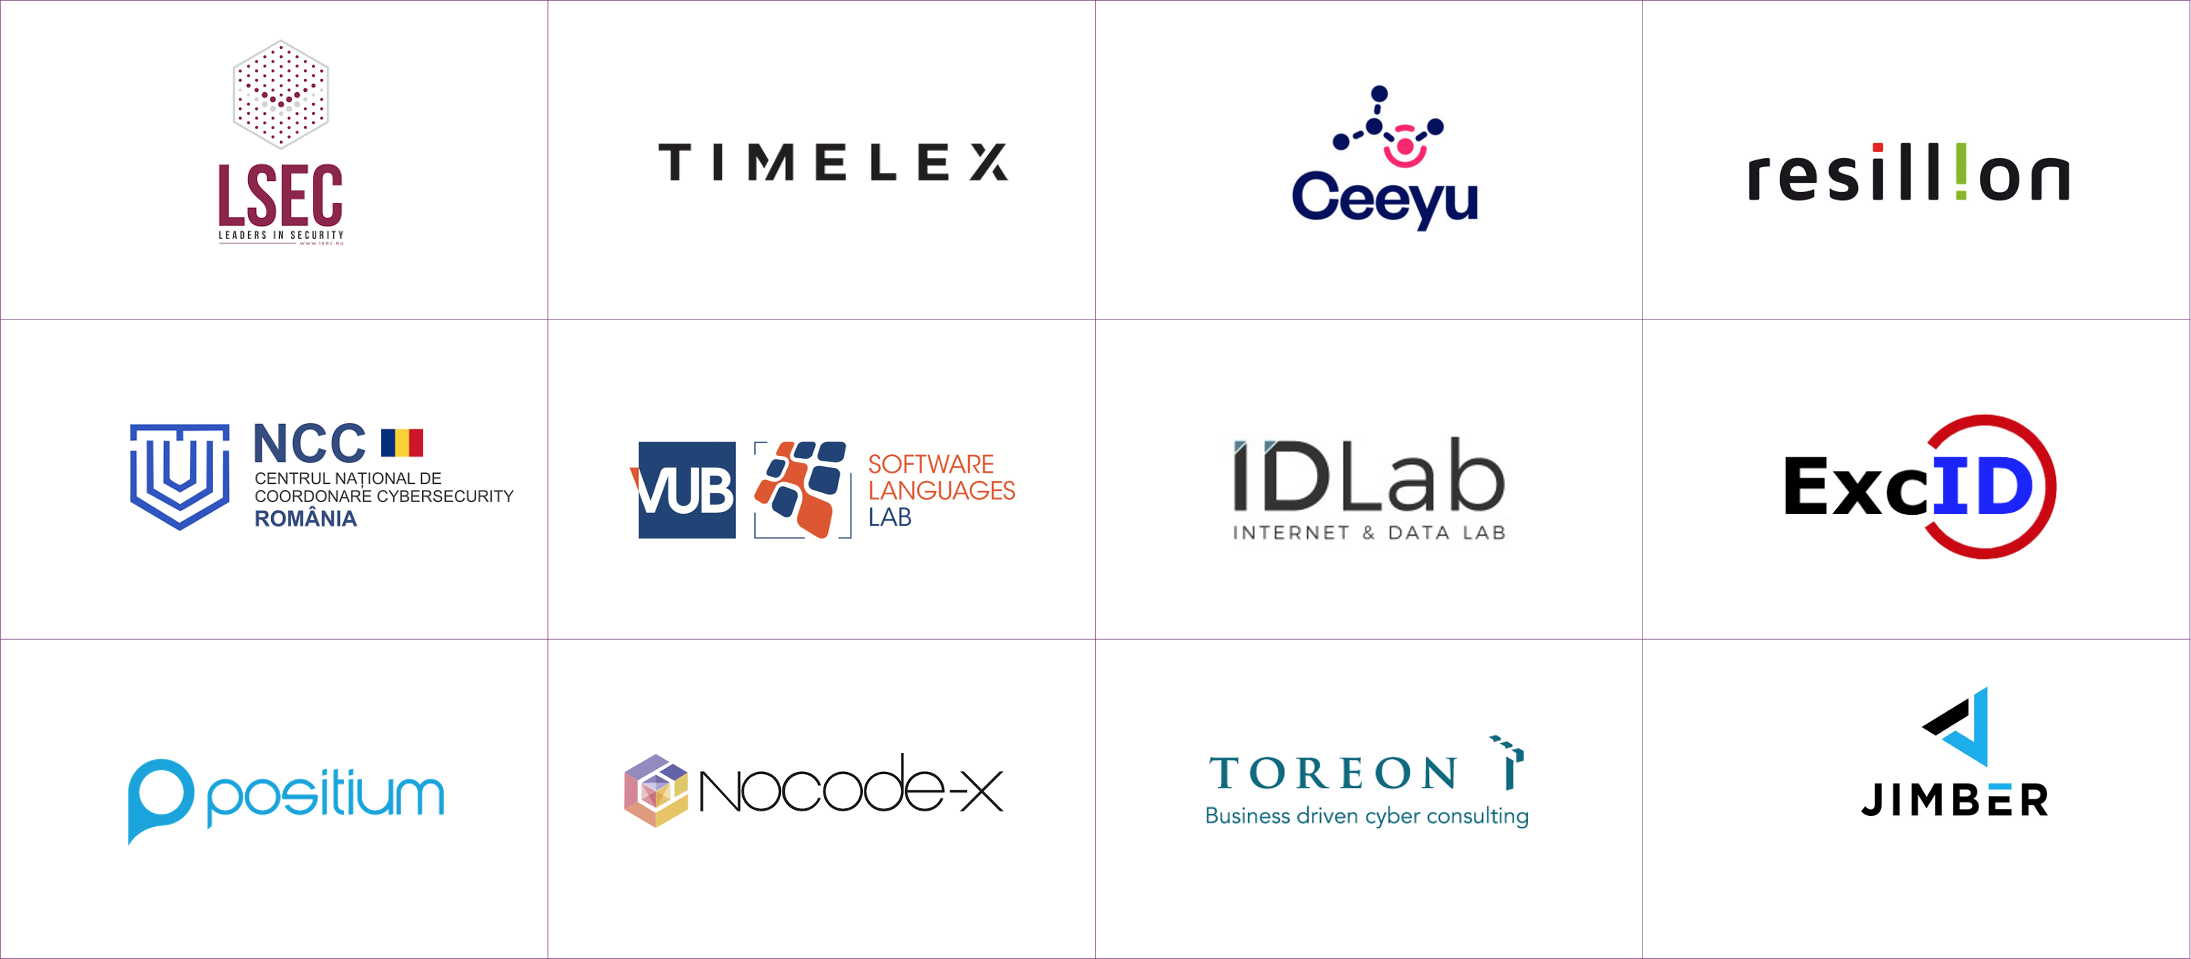 LSEC
LEADERS IN SECURITY
www.lsec.eu
TIMELEX
Ceeyu
resill!on
NCC
CENTRUL NAȚIONAL DE
COORDONARE CYBERSECURITY
ROMÂNIA
VUB
SOFTWARE
LANGUAGES
LAB
IDLab
INTERNET & DATA LAB
ExcID
positium
Nocode-x
TOREON
Business driven cyber consulting
JIMBER